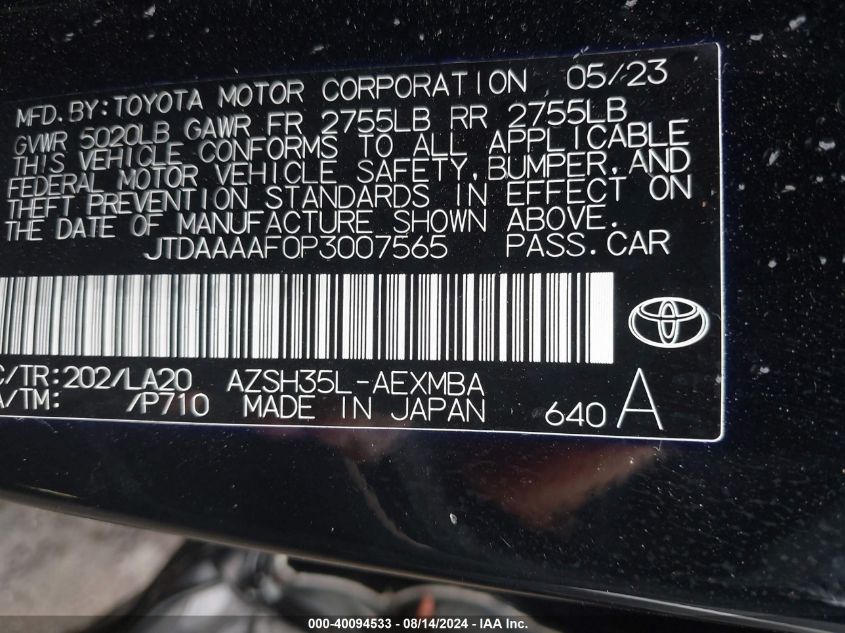 MFD. BY: TOYOTA MOTOR CORPORATION 05/23
GVWR 5020LB GAWR FR 2755LB RR 2755LB
THIS VEHICLE CONFORMS TO ALL APPLICABLE
FEDERAL MOTOR VEHICLE SAFETY, BUMPER, AND
THEFT PREVENTION STANDARDS IN EFFECT ON
THE DATE OF MANUFACTURE SHOWN ABOVE.
JTDAAAAF0P3007565 PASS. CAR
C/TR: 202/LA20 AZSH35L-AEXMBA
A/TM: /P710 MADE IN JAPAN 640 A
000-40094533 - 08/14/2024 - IAA Inc.